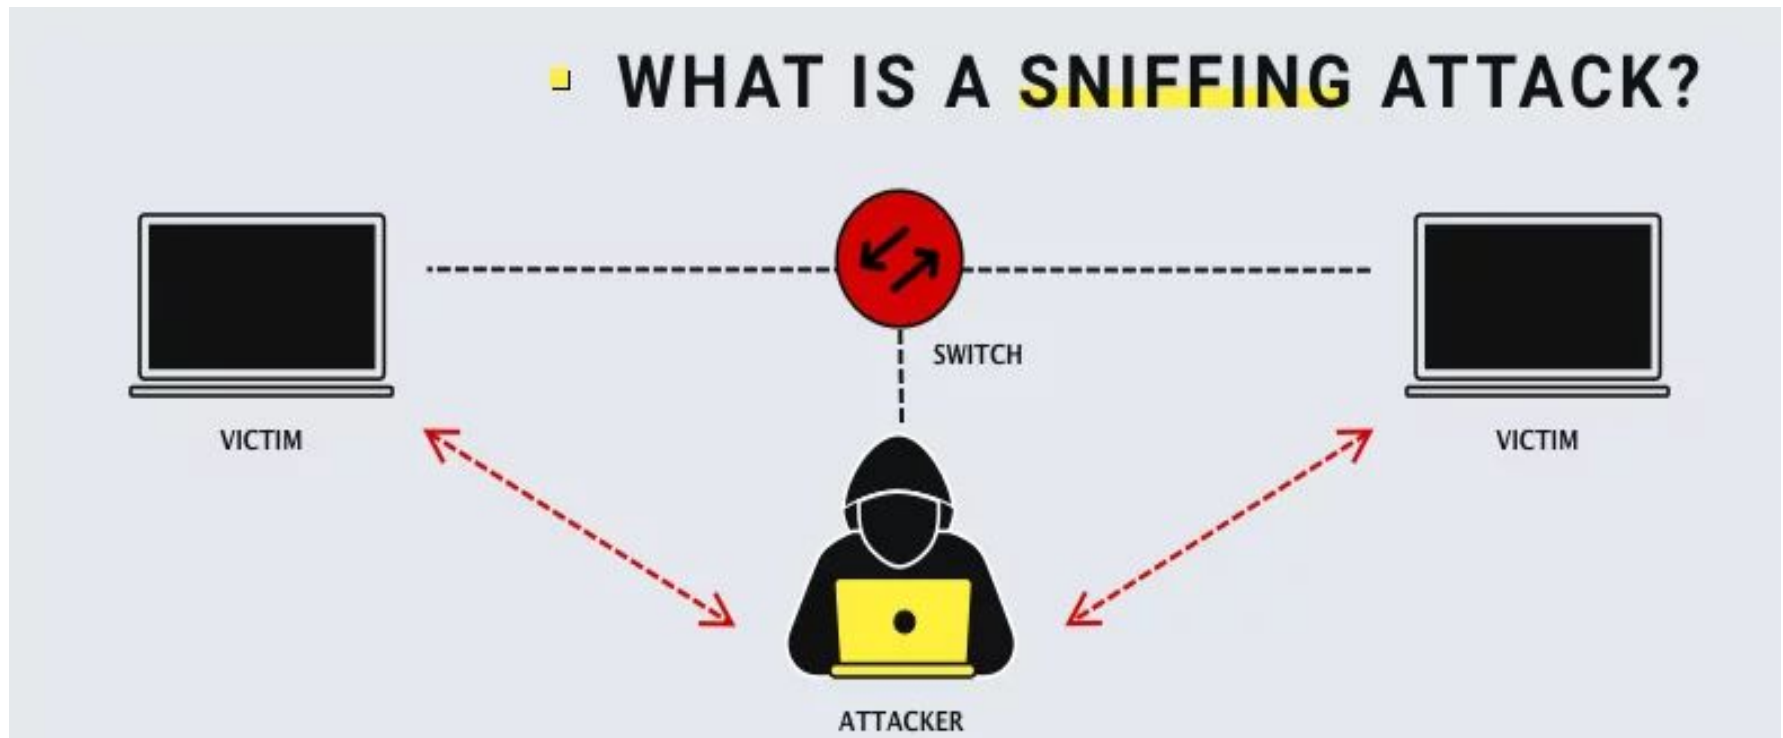 WHAT IS A SNIFFING ATTACK?
SWITCH
VICTIM
VICTIM
ATTACKER